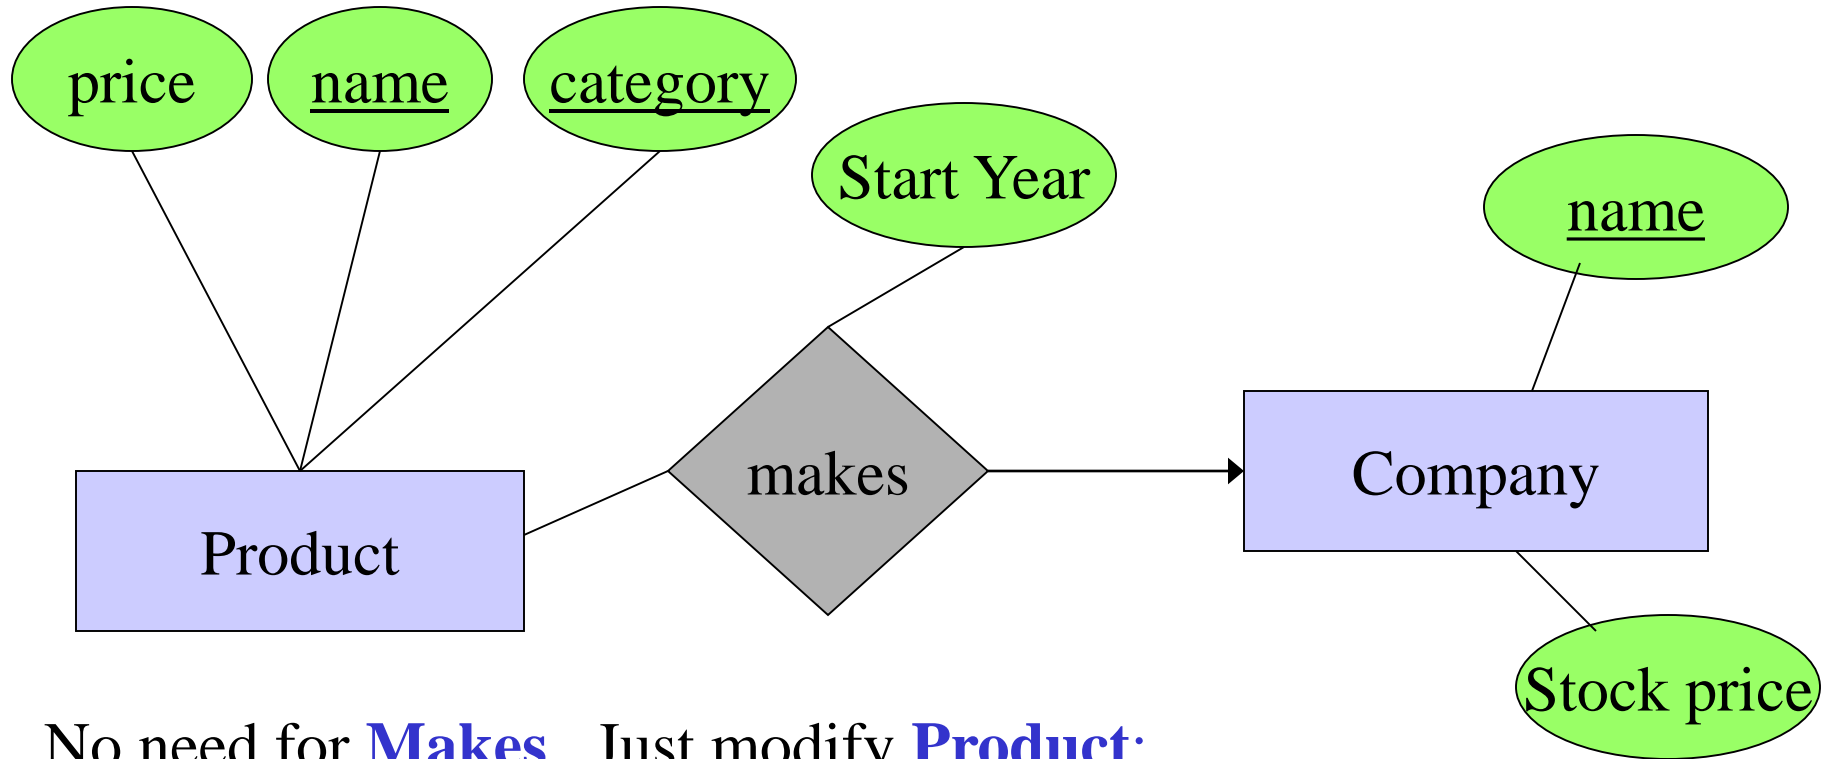 price
name
category
Start Year
name
makes
Company
Product
Stock price
No need for Makes. Just modify Product: